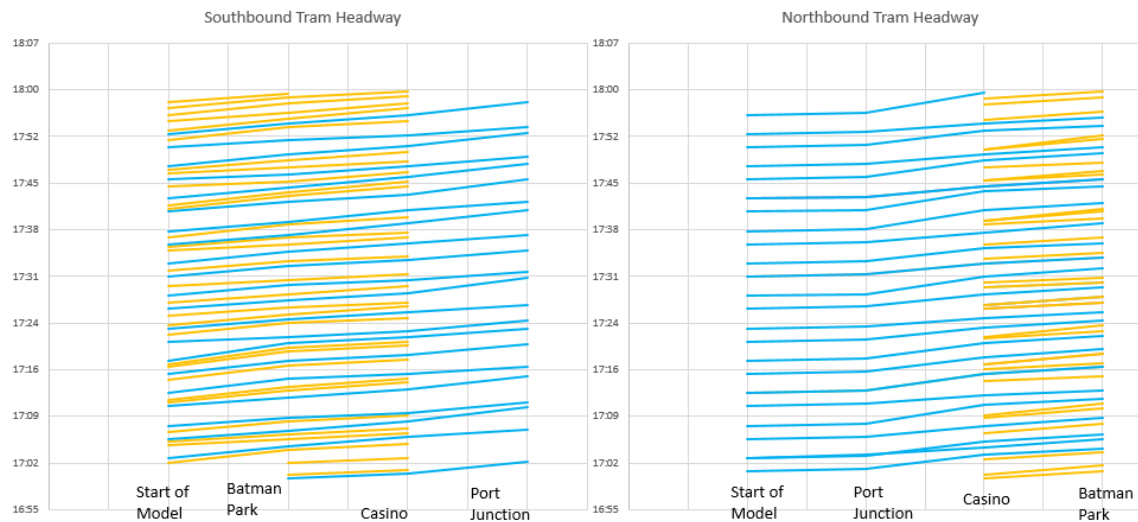 Southbound Tram Headway
18:07
18:00
17:52
17:45
17:38
17:31
17:24
17:16
17:09
17:02
16:55
Start of
Model
Batman
Park
Casino
Port
Junction
Northbound Tram Headway
18:07
18:00
17:52
17:45
17:38
17:31
17:24
17:16
17:09
17:02
16:55
Start of
Model
Port
Junction
Casino
Batman
Park